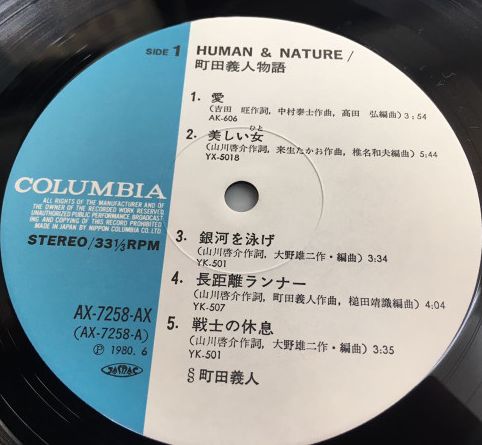 SIDE 1
HUMAN & NATURE /
町田義人物語
1. 愛
(吉田 旺作詞, 中村泰士作曲, 高田 弘編曲) 3:54
AK-606
ひと
2. 美しい女
(山川啓介作詞, 来生たかお作曲, 椎名和夫編曲) 5:44
YX-5018
3. 銀河を泳げ
(山川啓介作詞, 大野雄二作・編曲) 3:34
YK-501
4. 長距離ランナー
(山川啓介作詞, 町田義人作曲, 槌田靖識編曲) 4:04
YK-507
5. 戦士の休息
(山川啓介作詞, 大野雄二作・編曲) 3:35
YK-501
§ 町田義人
COLUMBIA
ALL RIGHTS OF THE MANUFACTURER AND OF
THE OWNER OF THE RECORDED WORK RESERVED
UNAUTHORIZED PUBLIC PERFORMANCE BROADCAST
ING AND COPYING OF THIS RECORD PROHIBITED
MADE IN JAPAN BY NIPPON COLUMBIA CO. LTD
STEREO/33⅓RPM
AX-7258-AX
(AX-7258-A)
Ⓟ 1980. 6